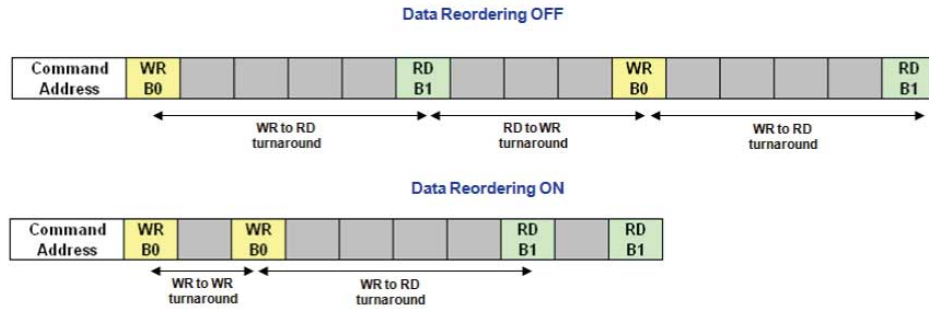 Data Reordering OFF
Command WR RD WR RD
Address B0 B1 B0 B1
WR to RD RD to WR WR to RD
turnaround turnaround turnaround
Data Reordering ON
Command WR WR RD RD
Address B0 B0 B1 B1
WR to WR WR to RD
turnaround turnaround